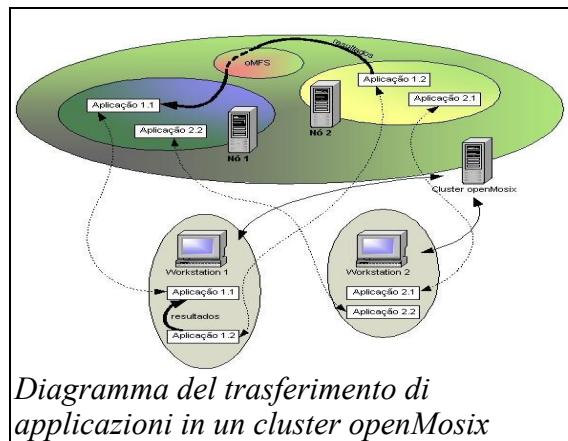 oMFS
resultados
Aplicação 1.2
Aplicação 1.1
Aplicação 2.1
Aplicação 2.2
Nó 2
Nó 1
Cluster openMosix
Workstation 1
Workstation 2
Aplicação 1.1
Aplicação 2.1
resultados
Aplicação 2.2
Aplicação 1.2
Diagramma del trasferimento di
applicazioni in un cluster openMosix